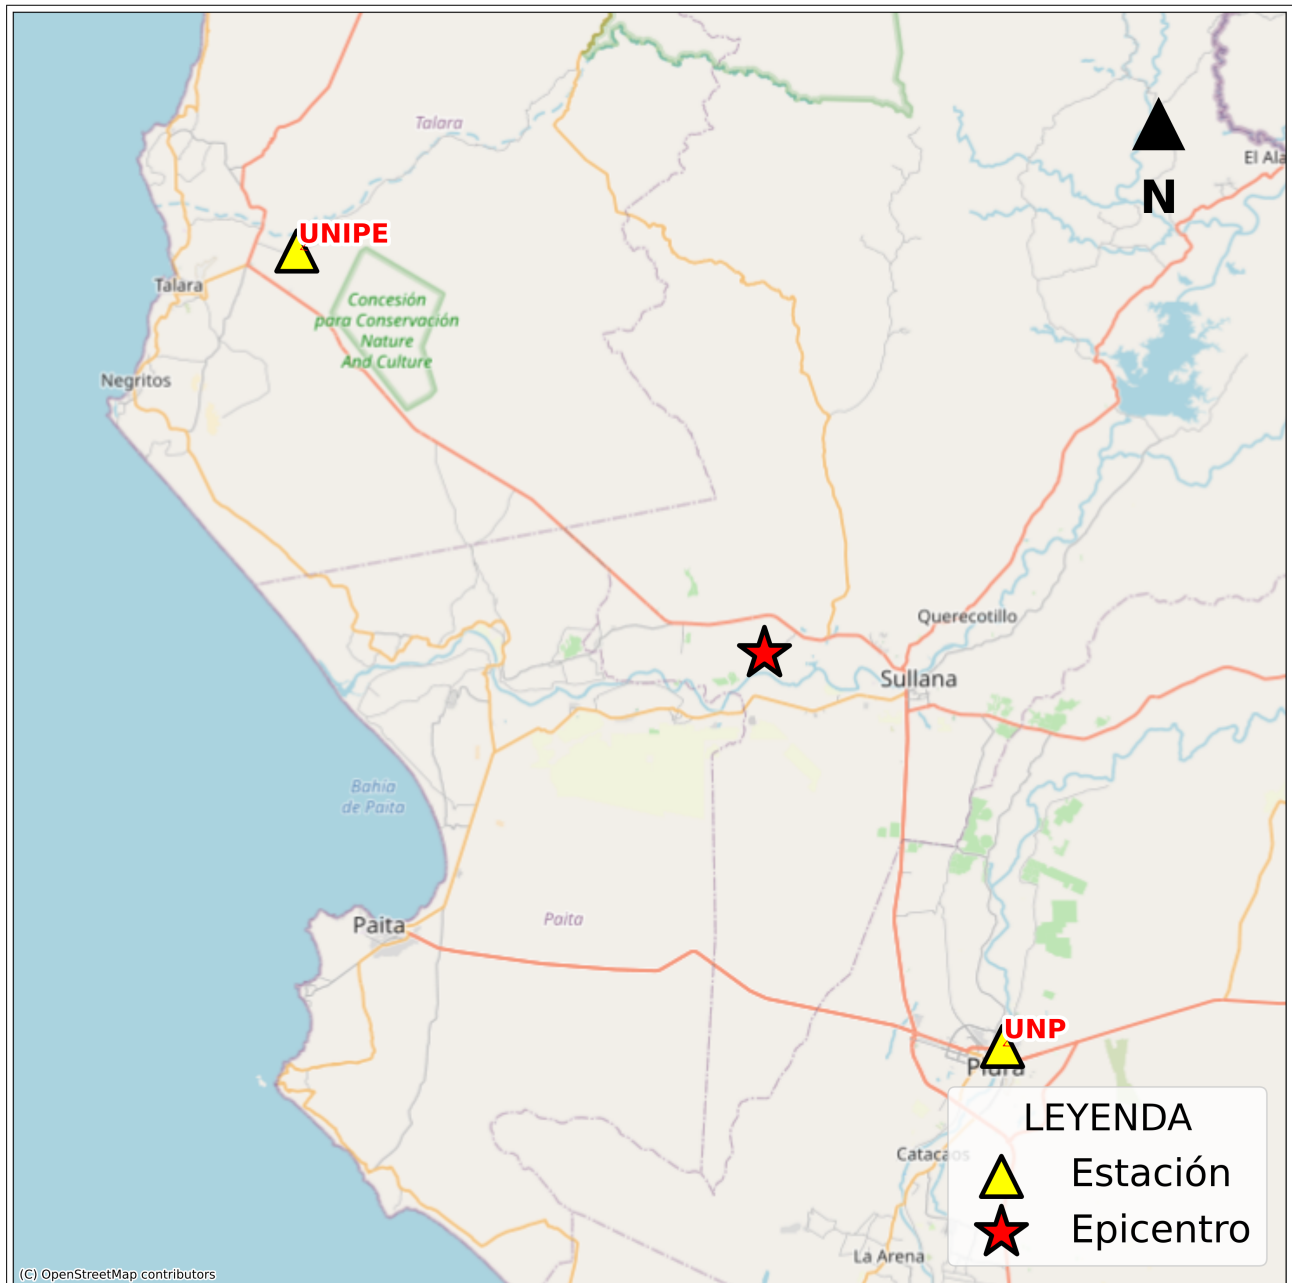 Talara
El Ala
N
UNIPE
Talara
Concesión
para Conservación
Nature
And Culture
Negritos
Querecotillo
Sullana
Bahía
de Paita
Paita
Paita
UNP
Piura
LEYENDA
Estación
Epicentro
Catacaos
La Arena
(C) OpenStreetMap contributors